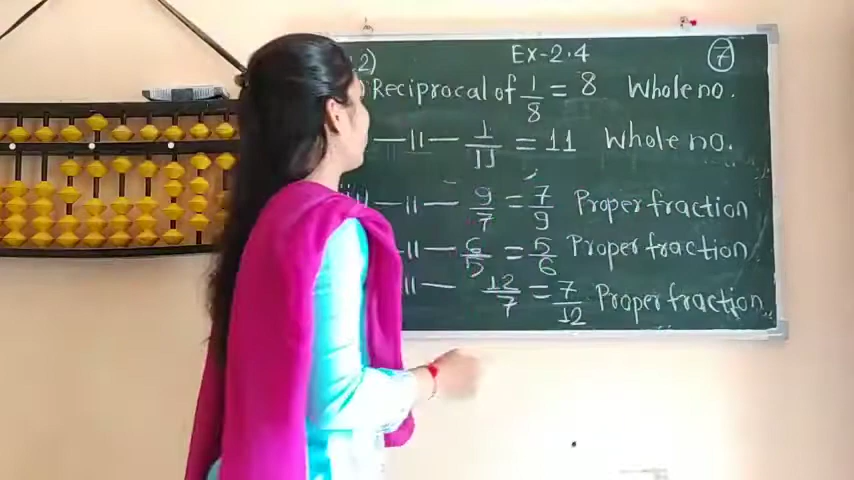 .2) Ex-2.4 7
Reciprocal of 1/8 = 8 Whole no.
—11— 1/11 = 11 Whole no.
—11— 9/7 = 7/9 Proper fraction
—11— 6/5 = 5/6 Proper fraction
11— 12/7 = 7/12 Proper fraction